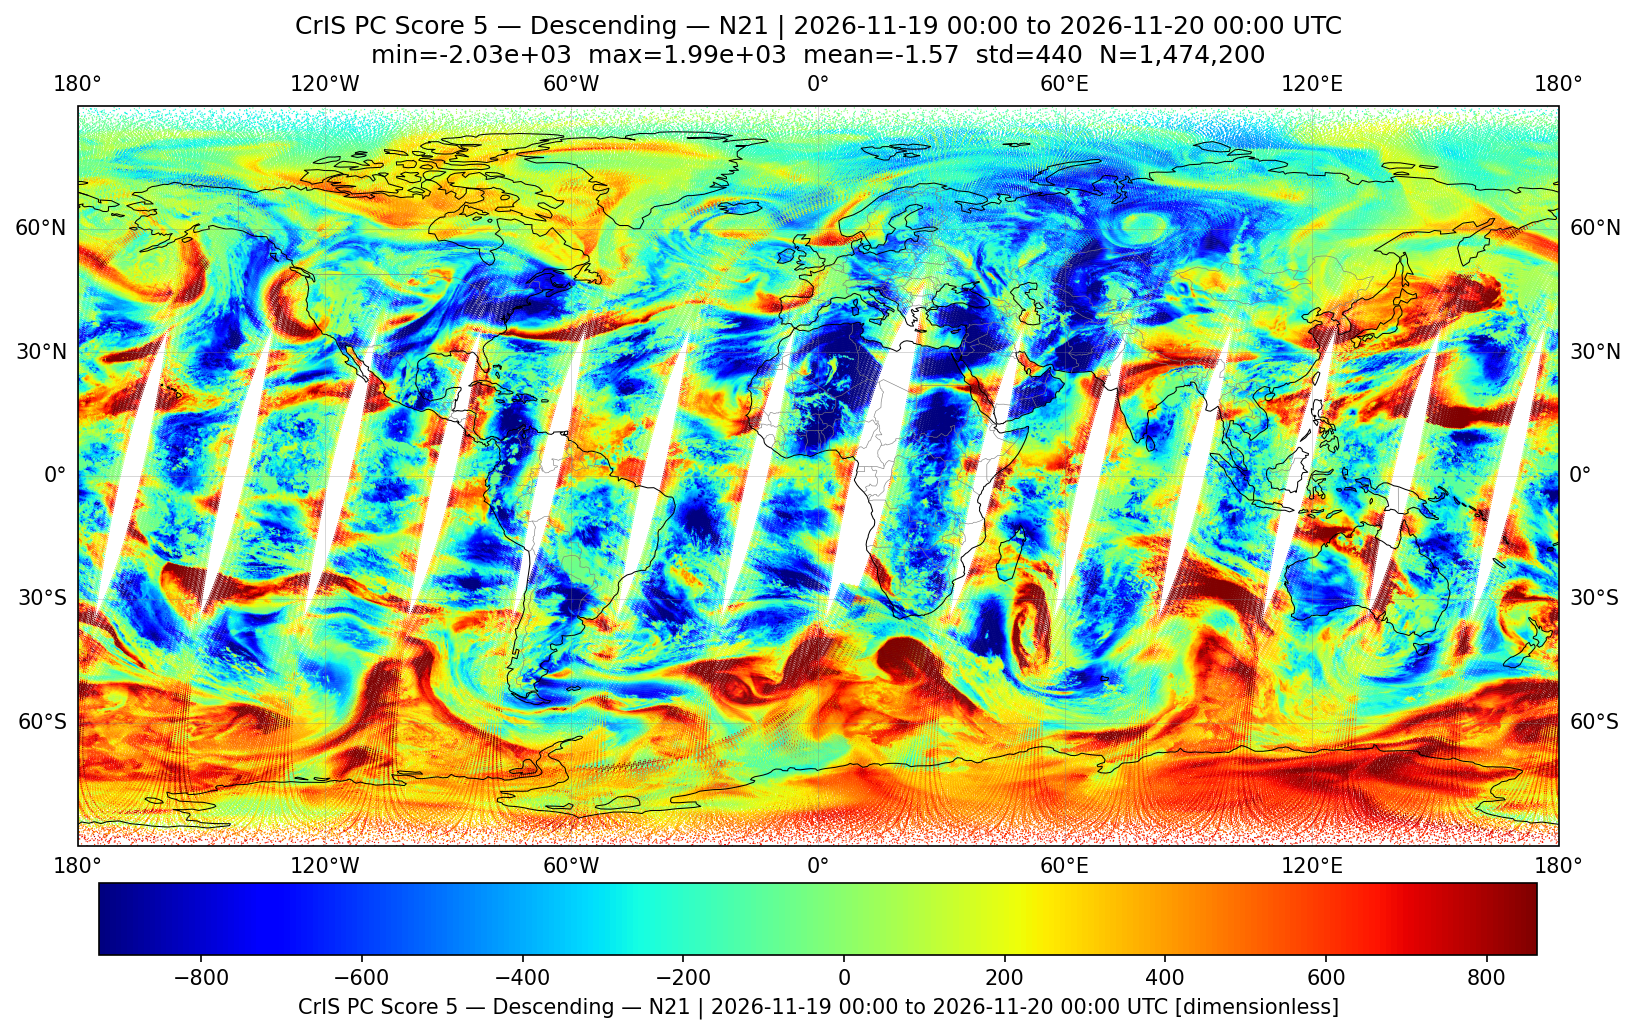 CrIS PC Score 5 — Descending — N21 | 2026-11-19 00:00 to 2026-11-20 00:00 UTC
min=-2.03e+03  max=1.99e+03  mean=-1.57  std=440  N=1,474,200
180° 120°W 60°W 0° 60°E 120°E 180°
60°N 60°N
30°N 30°N
0° 0°
30°S 30°S
60°S 60°S
180° 120°W 60°W 0° 60°E 120°E 180°
−800 −600 −400 −200 0 200 400 600 800
CrIS PC Score 5 — Descending — N21 | 2026-11-19 00:00 to 2026-11-20 00:00 UTC [dimensionless]